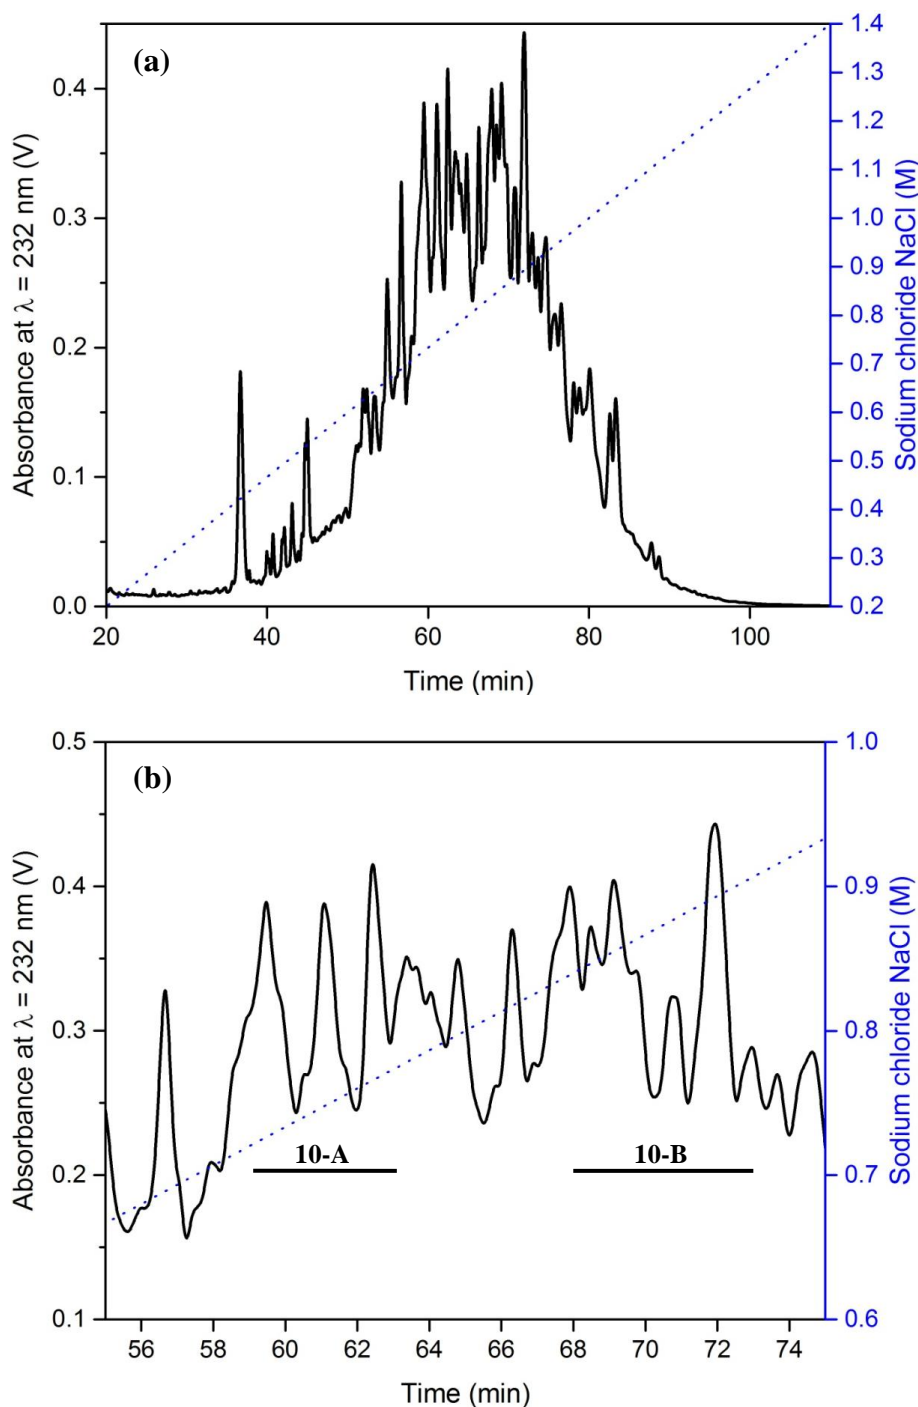 (a)
Absorbance at λ = 232 nm (V)
0.4
0.3
0.2
0.1
0.0
1.4
1.3
1.2
1.1
1.0
0.9
0.8
0.7
0.6
0.5
0.4
0.3
0.2
Sodium chloride NaCl (M)
20 40 60 80 100
Time (min)
(b)
Absorbance at λ = 232 nm (V)
0.5
0.4
0.3
0.2
0.1
1.0
0.9
0.8
0.7
0.6
Sodium chloride NaCl (M)
10-A 10-B
56 58 60 62 64 66 68 70 72 74
Time (min)